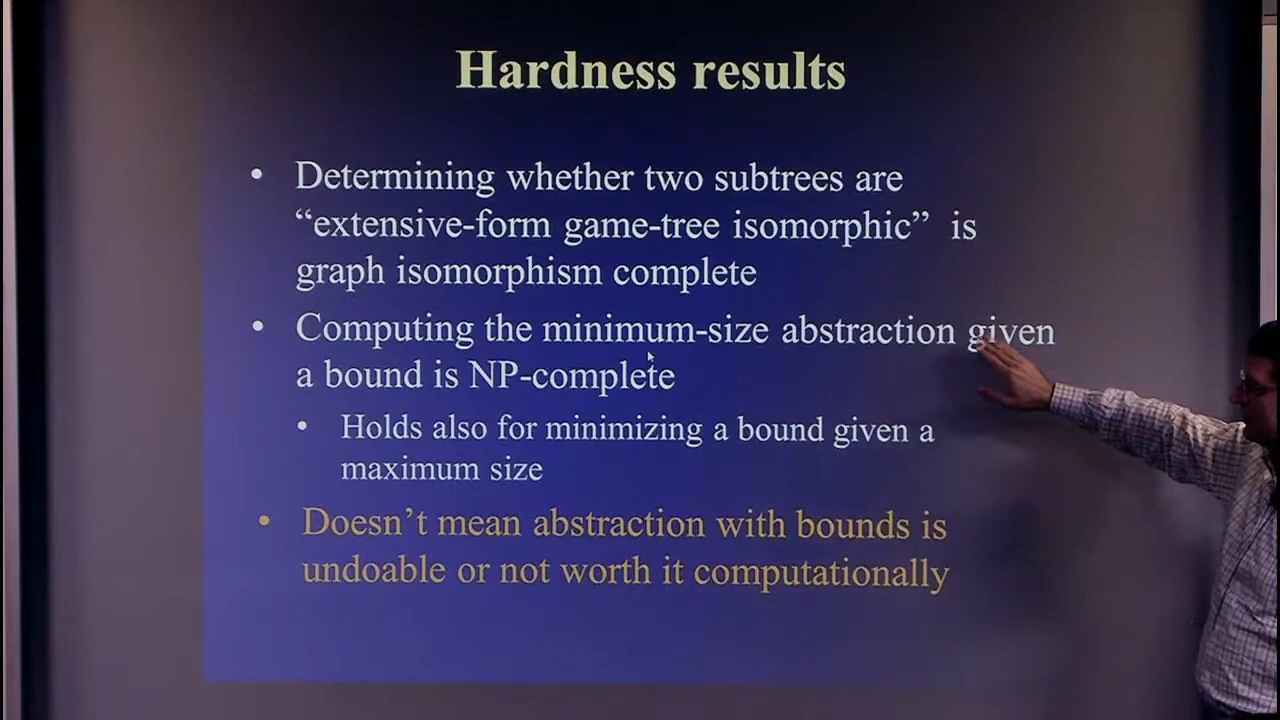 Hardness results
• Determining whether two subtrees are
“extensive-form game-tree isomorphic” is
graph isomorphism complete
• Computing the minimum-size abstraction given
a bound is NP-complete
• Holds also for minimizing a bound given a
maximum size
• Doesn’t mean abstraction with bounds is
undoable or not worth it computationally